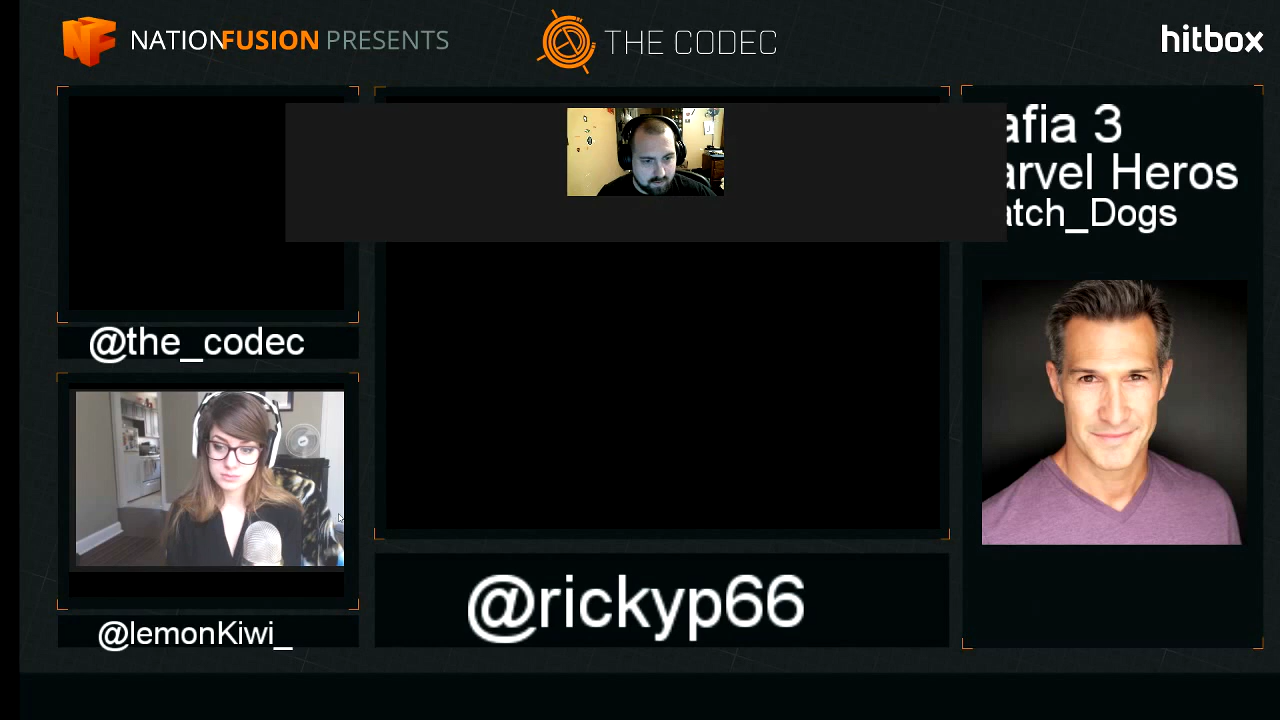 NATIONFUSION PRESENTS
THE CODEC
hitbox
afia 3
arvel Heros
atch_Dogs
@the_codec
@rickyp66
@lemonKiwi_